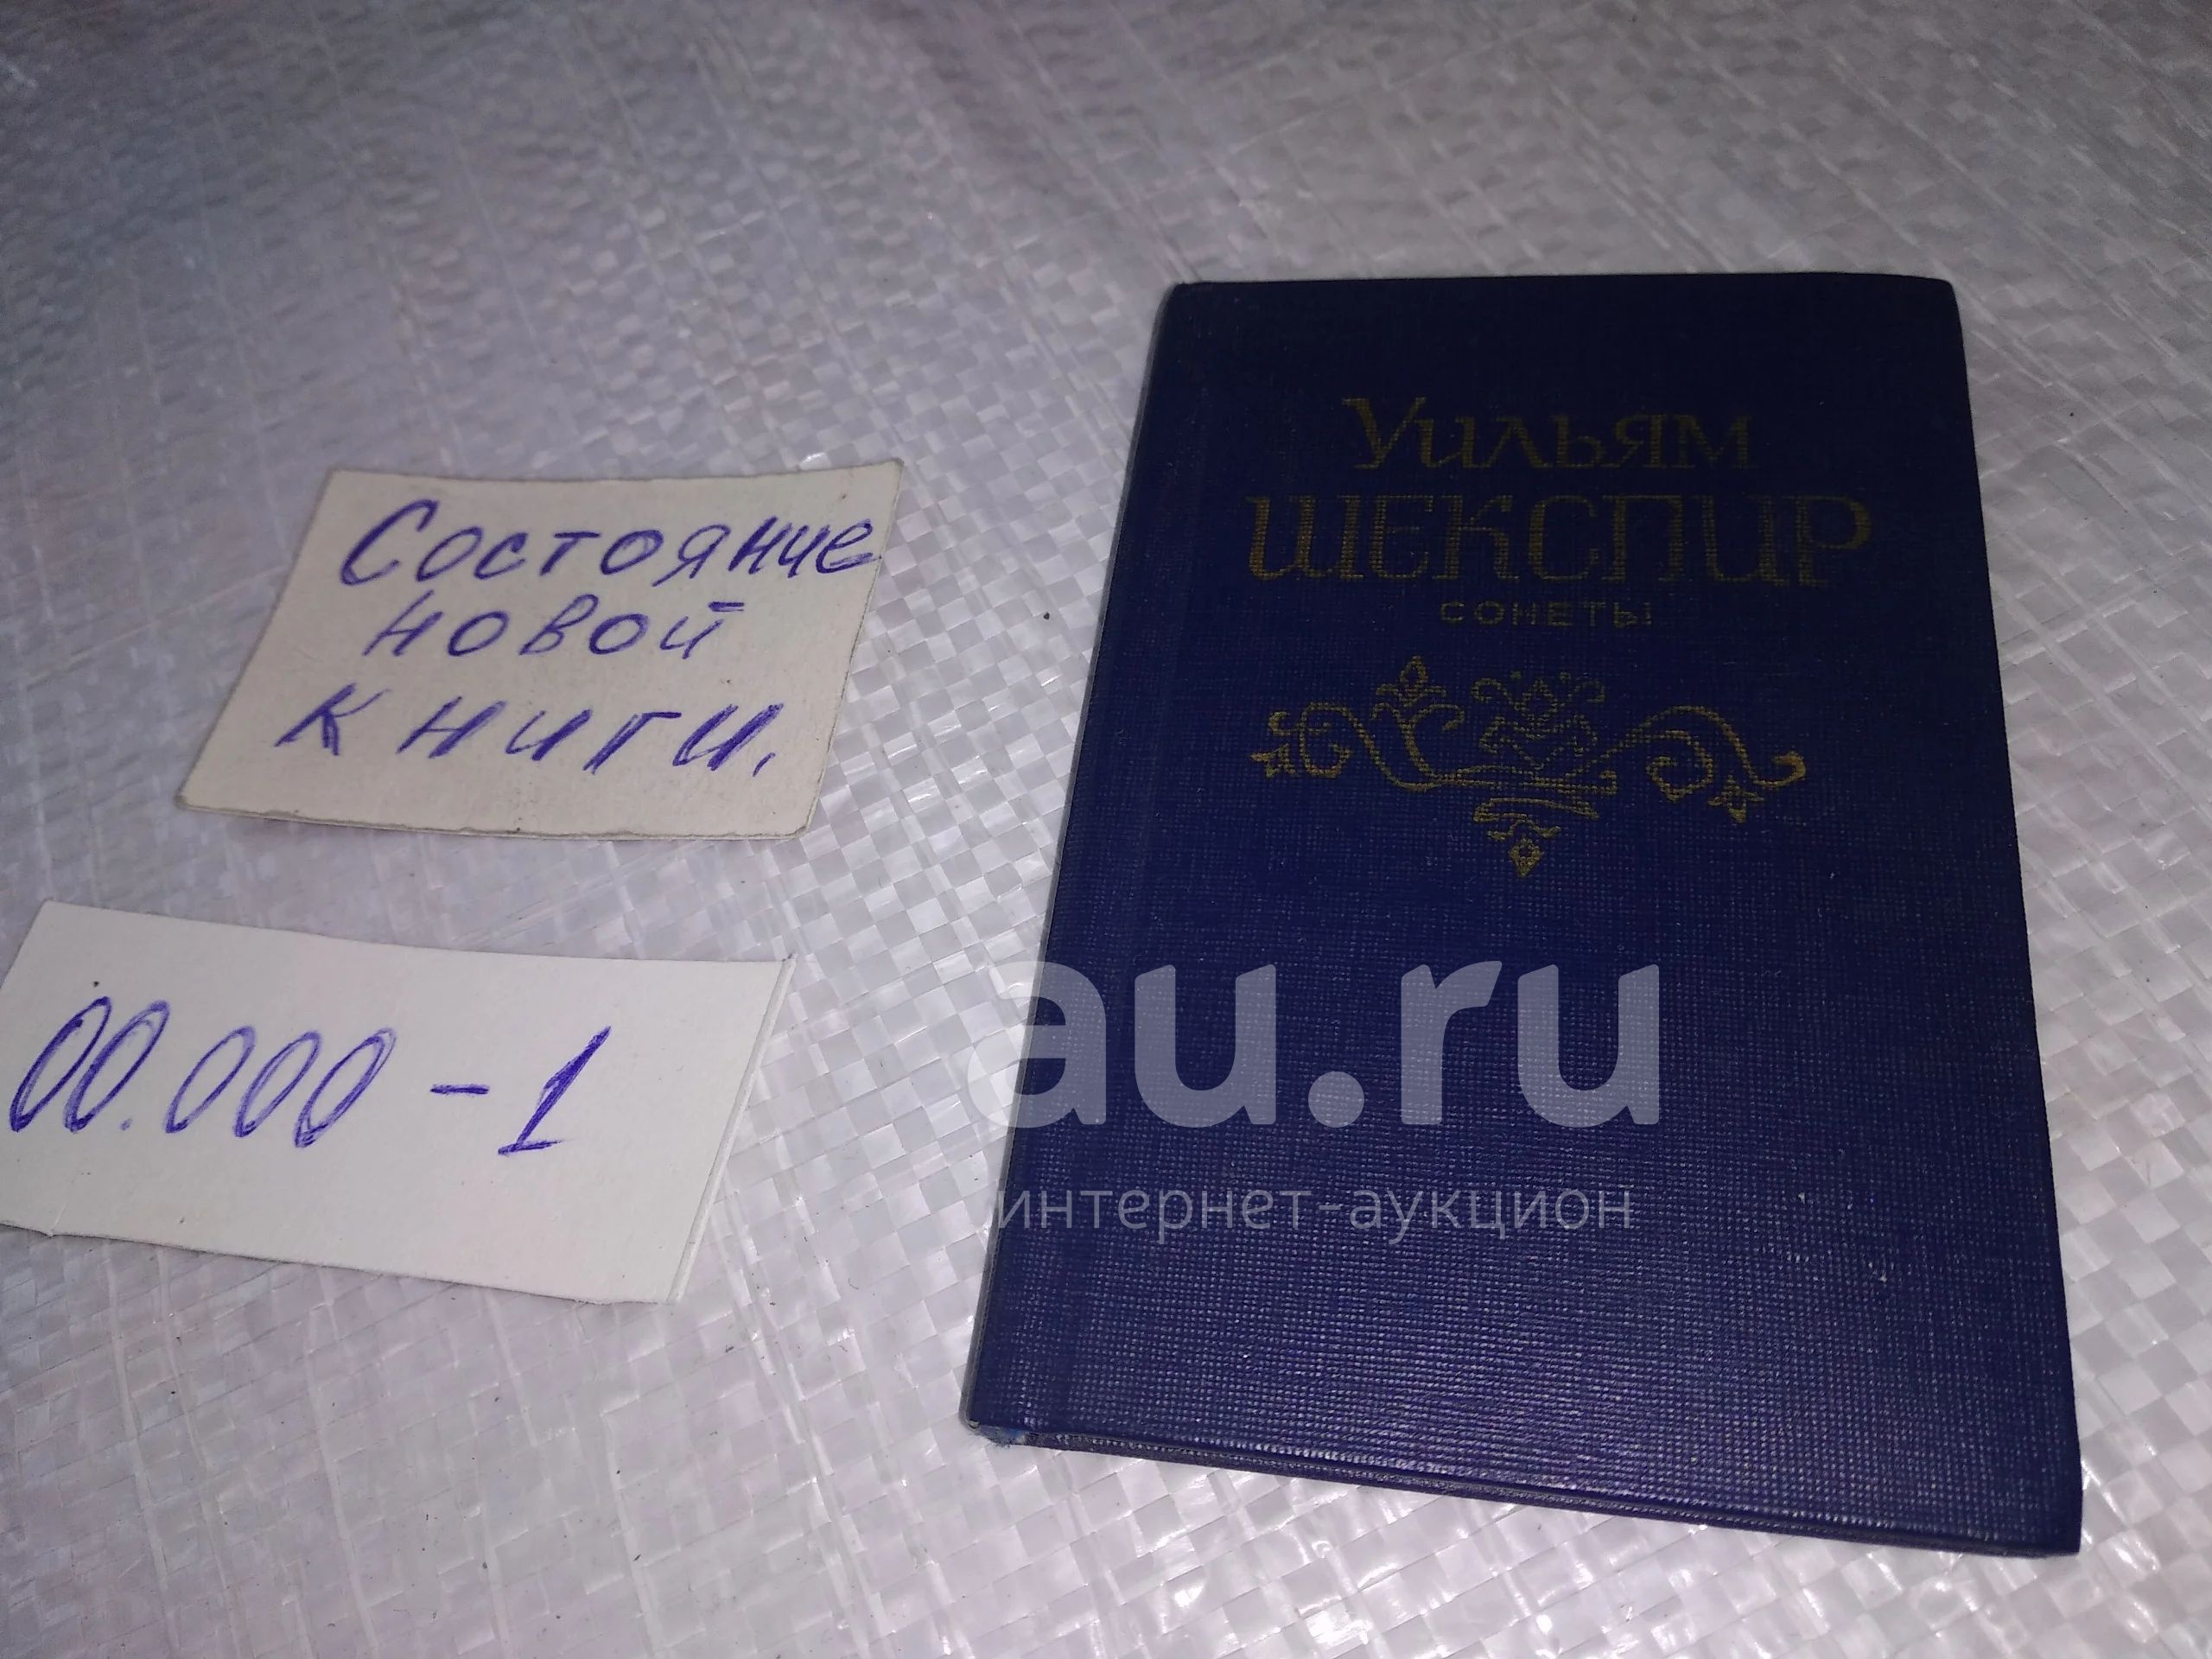 Состояние
новой
книги.
00.000-1
Уильям
ШЕКСПИР
СОНЕТЫ
au.ru
интернет-аукцион